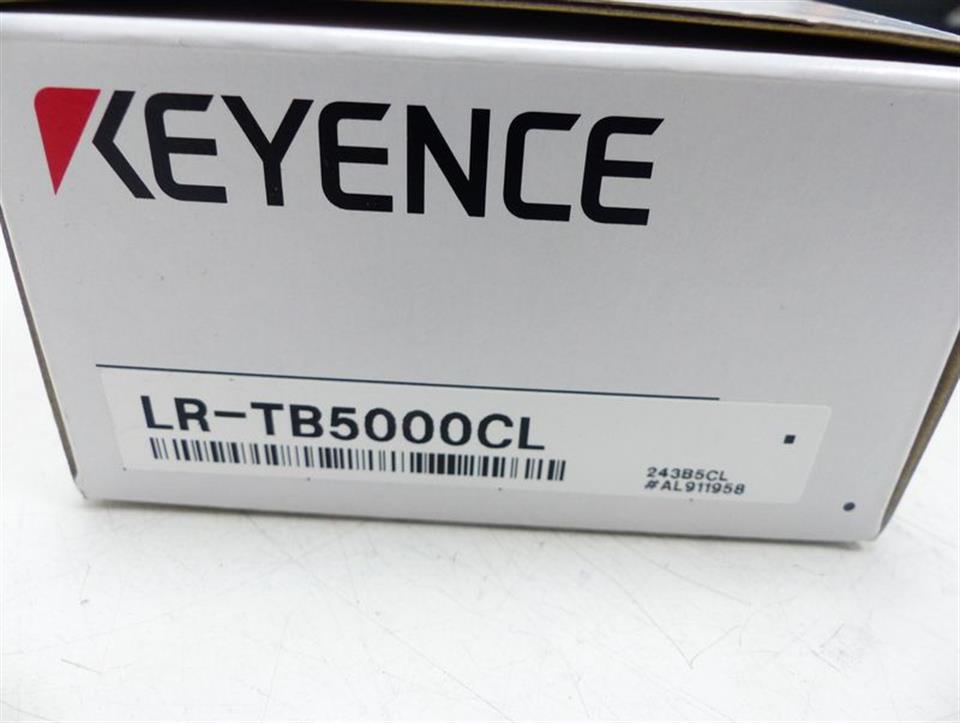 KEYENCE
LR-TB5000CL
243B5CL
#AL911958